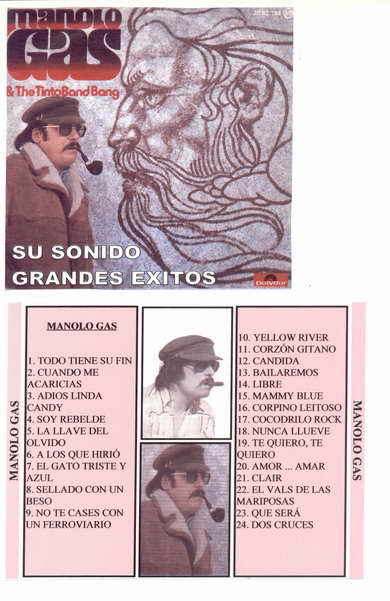 manolo
Gas
& The Tinto Band Bang
SU SONIDO
GRANDES EXITOS
Polydor
MANOLO GAS
MANOLO GAS
1. TODO TIENE SU FIN
2. CUANDO ME
ACARICIAS
3. ADIOS LINDA
CANDY
4. SOY REBELDE
5. LA LLAVE DEL
OLVIDO
6. A LOS QUE HIRIÓ
7. EL GATO TRISTE Y
AZUL
8. SELLADO CON UN
BESO
9. NO TE CASES CON
UN FERROVIARIO
10. YELLOW RIVER
11. CORZÓN GITANO
12. CANDIDA
13. BAILAREMOS
14. LIBRE
15. MAMMY BLUE
16. CORPINO LEITOSO
17. COCODRILO ROCK
18. NUNCA LLUEVE
19. TE QUIERO, TE
QUIERO
20. AMOR ... AMAR
21. CLAIR
22. EL VALS DE LAS
MARIPOSAS
23. QUE SERÁ
24. DOS CRUCES
MANOLO GAS